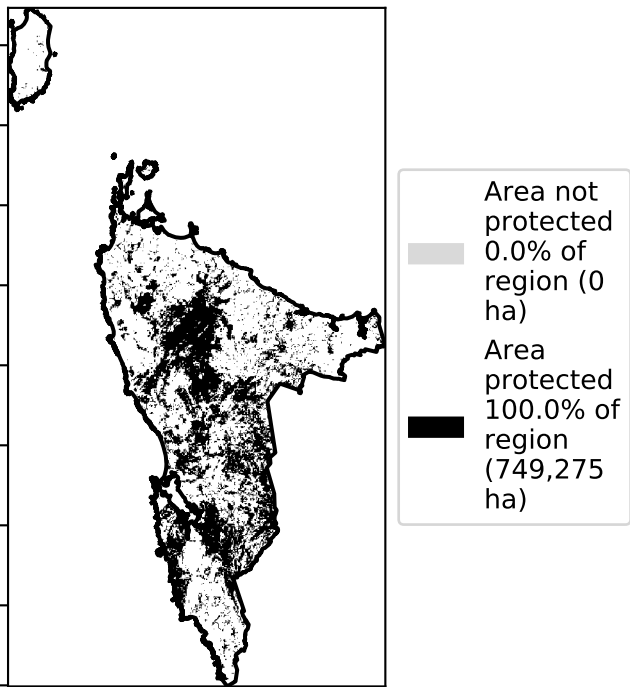 Area not
protected
0.0% of
region (0
ha)
Area
protected
100.0% of
region
(749,275
ha)